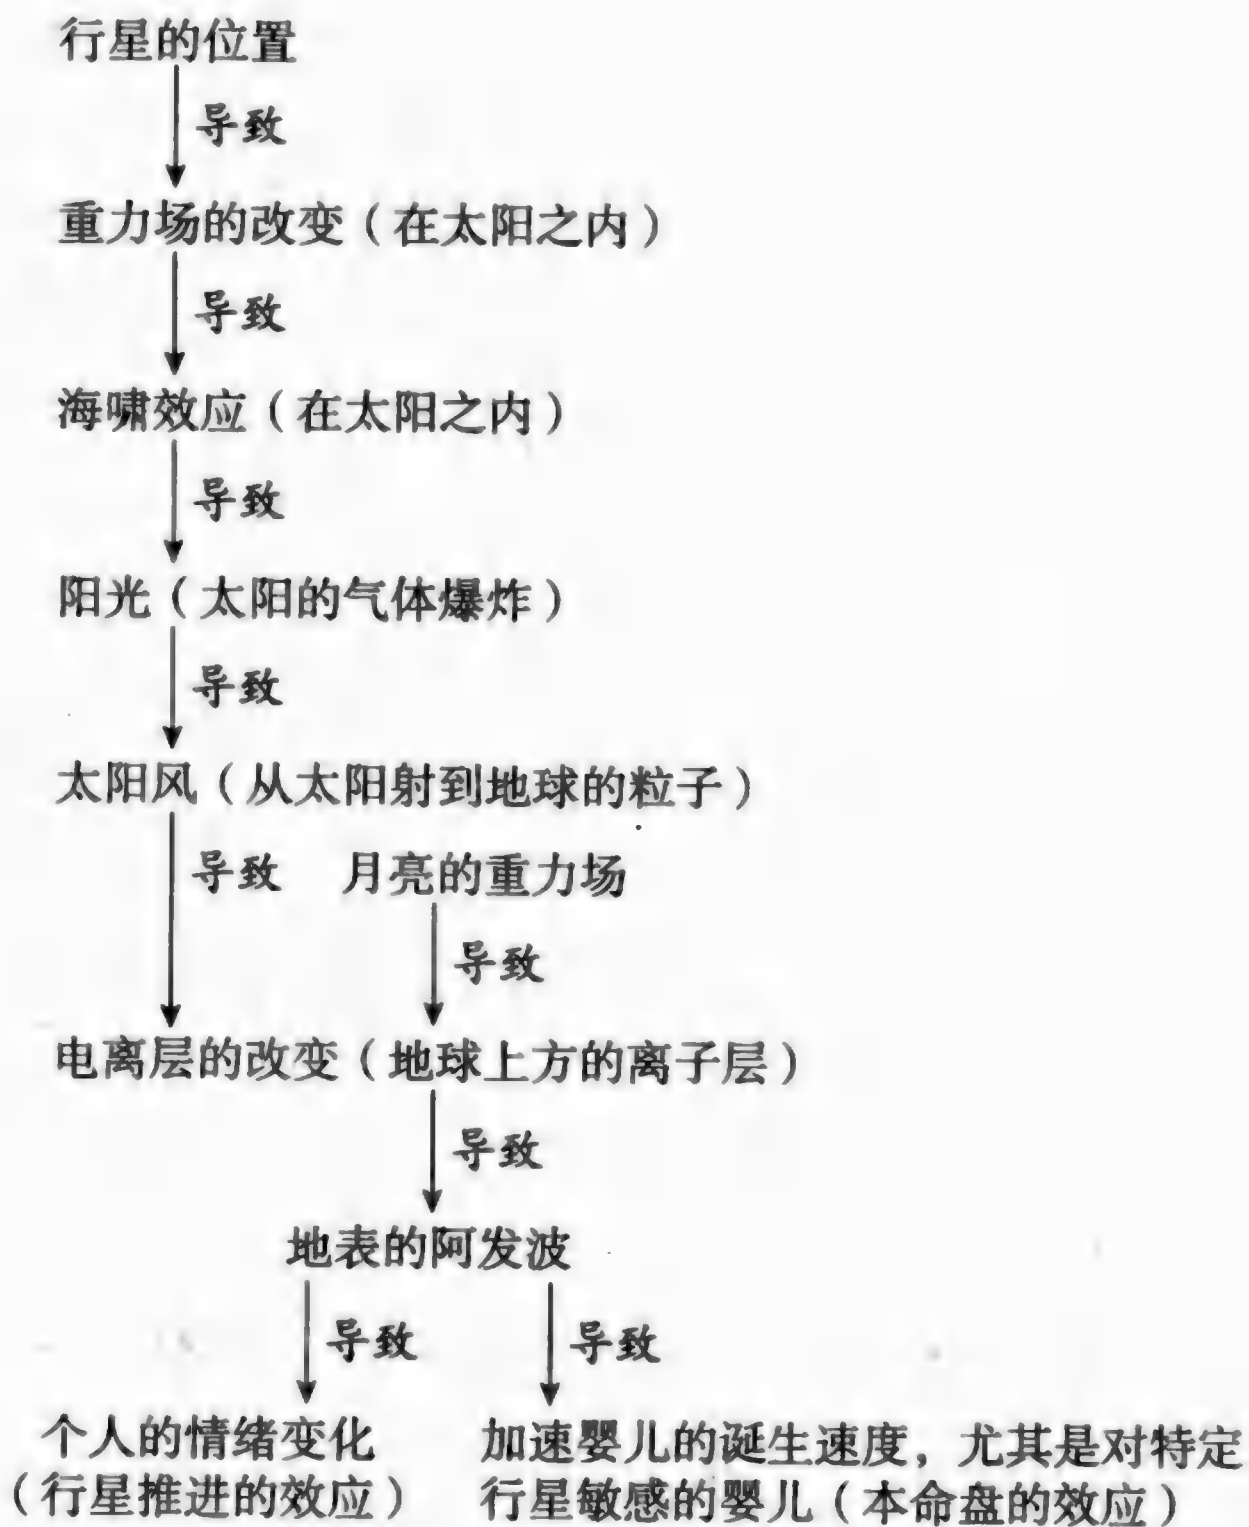 行星的位置
导致
重力场的改变（在太阳之内）
导致
海啸效应（在太阳之内）
导致
阳光（太阳的气体爆炸）
导致
太阳风（从太阳射到地球的粒子）
导致 月亮的重力场
导致
电离层的改变（地球上方的离子层）
导致
地表的阿发波
导致 导致
个人的情绪变化 加速婴儿的诞生速度，尤其是对特定
（行星推进的效应） 行星敏感的婴儿（本命盘的效应）